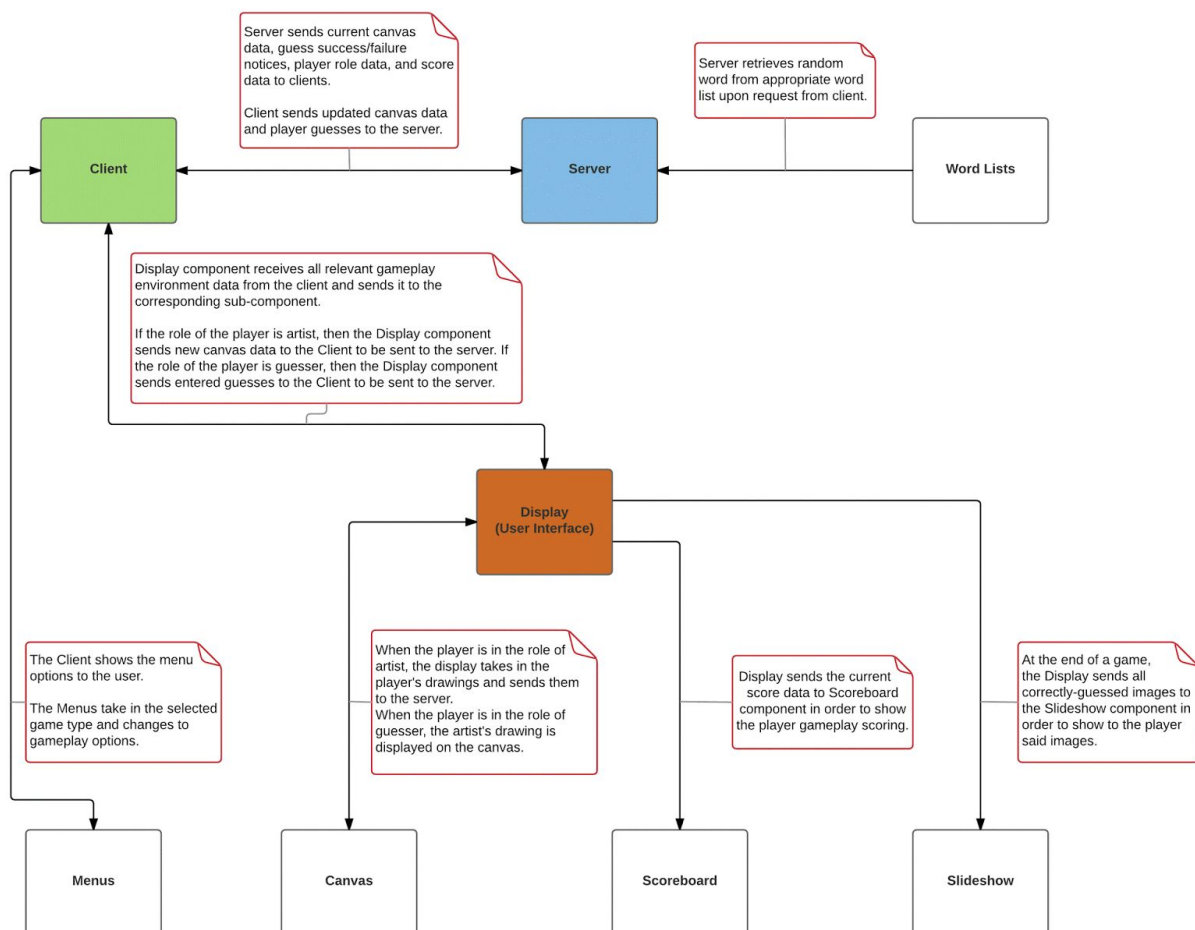 Server sends current canvas
data, guess success/failure
notices, player role data, and score
data to clients.
Client sends updated canvas data
and player guesses to the server.
Server retrieves random
word from appropriate word
list upon request from client.
Client
Server
Word Lists
Display component receives all relevant gameplay
environment data from the client and sends it to the
corresponding sub-component.
If the role of the player is artist, then the Display component
sends new canvas data to the Client to be sent to the server. If
the role of the player is guesser, then the Display component
sends entered guesses to the Client to be sent to the server.
Display
(User Interface)
The Client shows the menu
options to the user.
The Menus take in the selected
game type and changes to
gameplay options.
When the player is in the role of
artist, the display takes in the
player's drawings and sends them
to the server.
When the player is in the role of
guesser, the artist's drawing is
displayed on the canvas.
Display sends the current
score data to Scoreboard
component in order to show
the player gameplay scoring.
At the end of a game,
the Display sends all
correctly-guessed images to
the Slideshow component in
order to show to the player
said images.
Menus
Canvas
Scoreboard
Slideshow